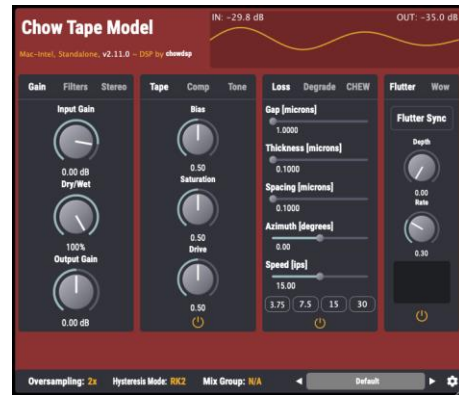 IN: -29.8 dB
OUT: -35.0 dB
Chow Tape Model
Mac-Intel, Standalone, v2.11.0 - DSP by chowdsp
Gain Filters Stereo
Input Gain
0.00 dB
Dry/Wet
100%
Output Gain
0.00 dB
Tape Comp Tone
Bias
0.50
Saturation
0.50
Drive
0.50
Loss Degrade CHEW
Gap [microns]
1.0000
Thickness [microns]
0.1000
Spacing [microns]
0.1000
Azimuth [degrees]
0.00
Speed [ips]
15.00
3.75 7.5 15 30
Flutter Wow
Flutter Sync
Depth
0.00
Rate
0.30
Oversampling: 2x Hysteresis Mode: RK2 Mix Group: N/A Default